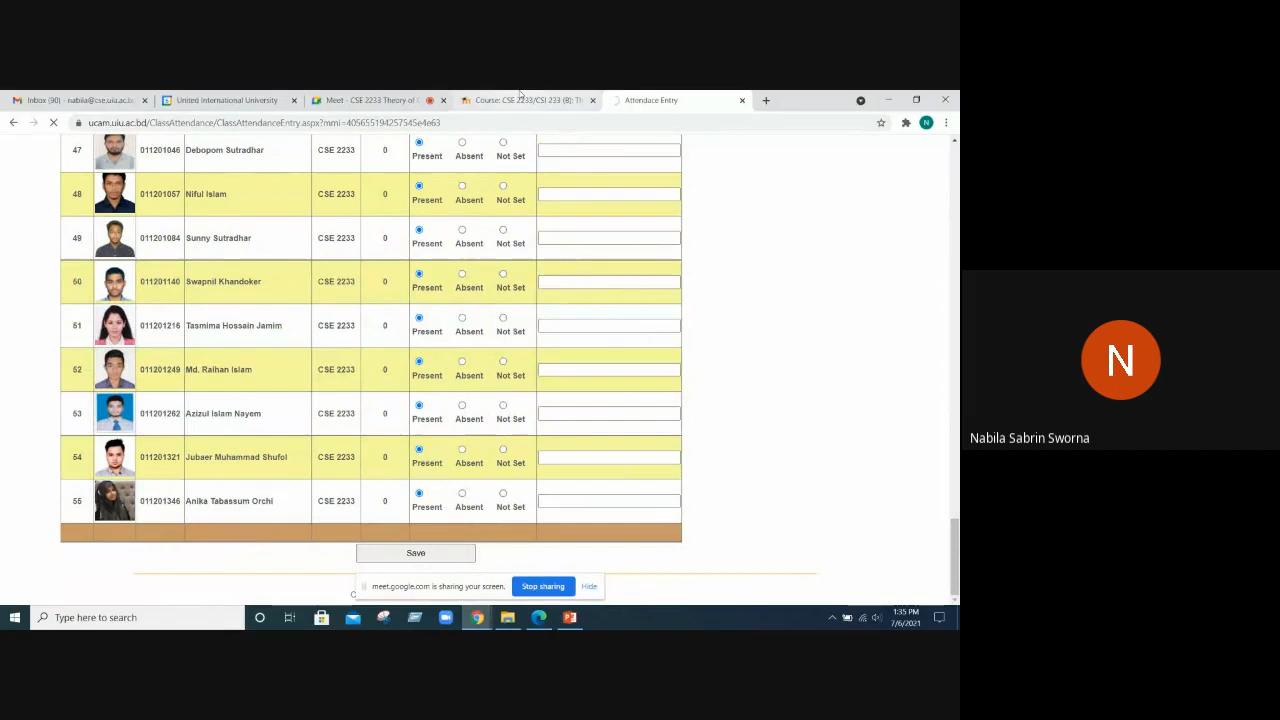 Inbox (90) - nabila@cse.uiu.ac.b
United International University
Meet - CSE 2233 Theory of
Course: CSE 2233/CSI 233 (B): Th
Attendace Entry
ucam.uiu.ac.bd/ClassAttendance/ClassAttendanceEntry.aspx?mmi=405655194257545e4e63
N
47 011201046 Debopom Sutradhar CSE 2233 0 Present Absent Not Set
48 011201057 Niful Islam CSE 2233 0 Present Absent Not Set
49 011201084 Sunny Sutradhar CSE 2233 0 Present Absent Not Set
50 011201140 Swapnil Khandoker CSE 2233 0 Present Absent Not Set
51 011201216 Tasmima Hossain Jamim CSE 2233 0 Present Absent Not Set
52 011201249 Md. Raihan Islam CSE 2233 0 Present Absent Not Set
53 011201262 Azizul Islam Nayem CSE 2233 0 Present Absent Not Set
54 011201321 Jubaer Muhammad Shufol CSE 2233 0 Present Absent Not Set
55 011201346 Anika Tabassum Orchi CSE 2233 0 Present Absent Not Set
Save
meet.google.com is sharing your screen. Stop sharing Hide
Type here to search
1:35 PM
7/6/2021
N
Nabila Sabrin Sworna